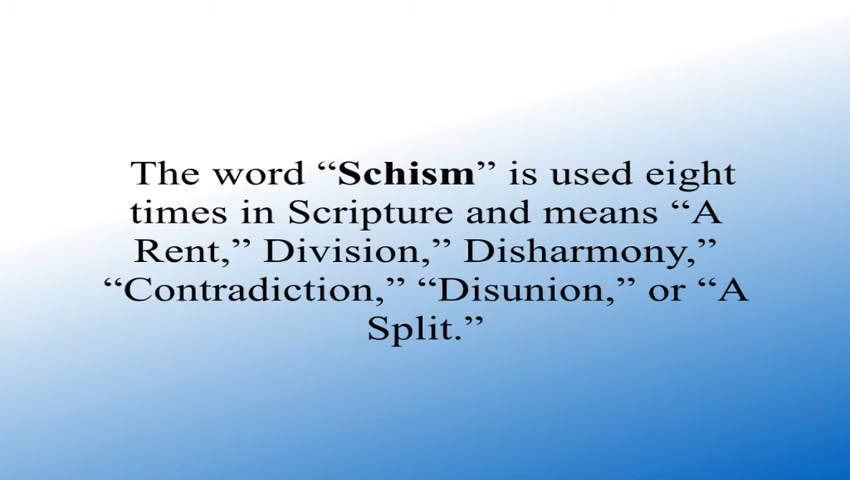 The word “Schism” is used eight
times in Scripture and means “A
Rent,” Division,” Disharmony,”
“Contradiction,” “Disunion,” or “A
Split.”